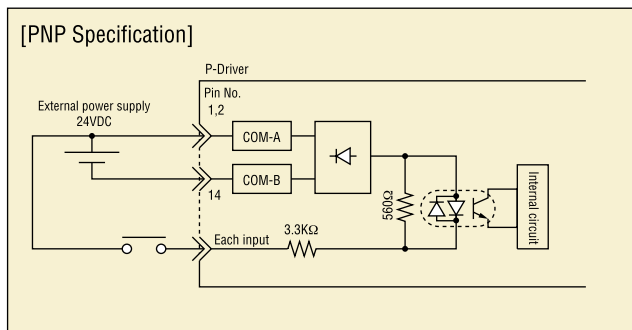 [PNP Specification]
P-Driver
Pin No.
1,2
External power supply
24VDC
COM-A
COM-B
14
560Ω
Internal circuit
Each input
3.3KΩ